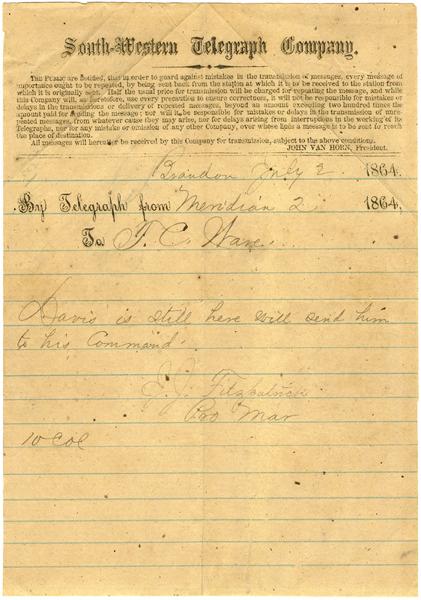 South-Western Telegraph Company.
THE PUBLIC are notified, that in order to guard against mistakes in the transmission of messages, every message of
importance ought to be repeated, by being sent back from the station at which it is to be received to the station from
which it is originally sent. Half the usual price for transmission will be charged for repeating the message, and while
this Company will, as heretofore, use every precaution to ensure correctness, it will not be responsible for mistakes or
delays in the transmissions or delivery of repeated messages, beyond an amount exceeding two hundred times the
amount paid for sending the message; nor will it be responsible for mistakes or delays in the transmission of unre-
peated messages, from whatever cause they may arise, nor for delays arising from interruptions in the working of its
Telegraphs, nor for any mistake or omission of any other Company, over whose lines a message is to be sent to reach
the place of destination.
All messages will hereafter be received by this Company for transmission, subject to the above conditions.
JOHN VAN HORN, President.
Brandon July 2 1864.
By Telegraph from Meridian 2 1864.
To T. C. Ware
Davis is still here will send him
to his Command.
J. J.
Pro Mar
10 Col